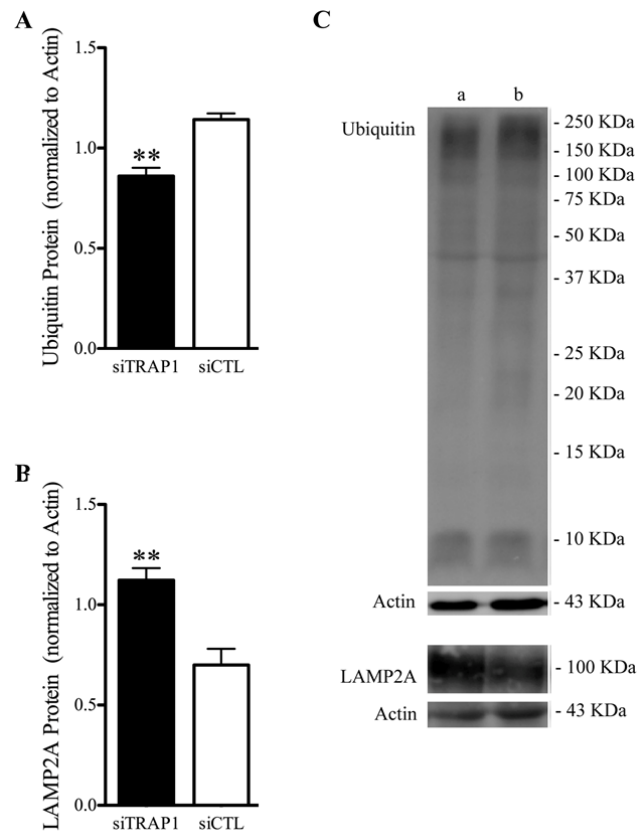 A
Ubiquitin Protein (normalized to Actin)
1.5
1.0
0.5
0.0
**
siTRAP1 siCTL
B
LAMP2A Protein (normalized to Actin)
1.5
1.0
0.5
0.0
**
siTRAP1 siCTL
C
a b
Ubiquitin
- 250 KDa
- 150 KDa
- 100 KDa
- 75 KDa
- 50 KDa
- 37 KDa
- 25 KDa
- 20 KDa
- 15 KDa
- 10 KDa
Actin - 43 KDa
LAMP2A - 100 KDa
Actin - 43 KDa